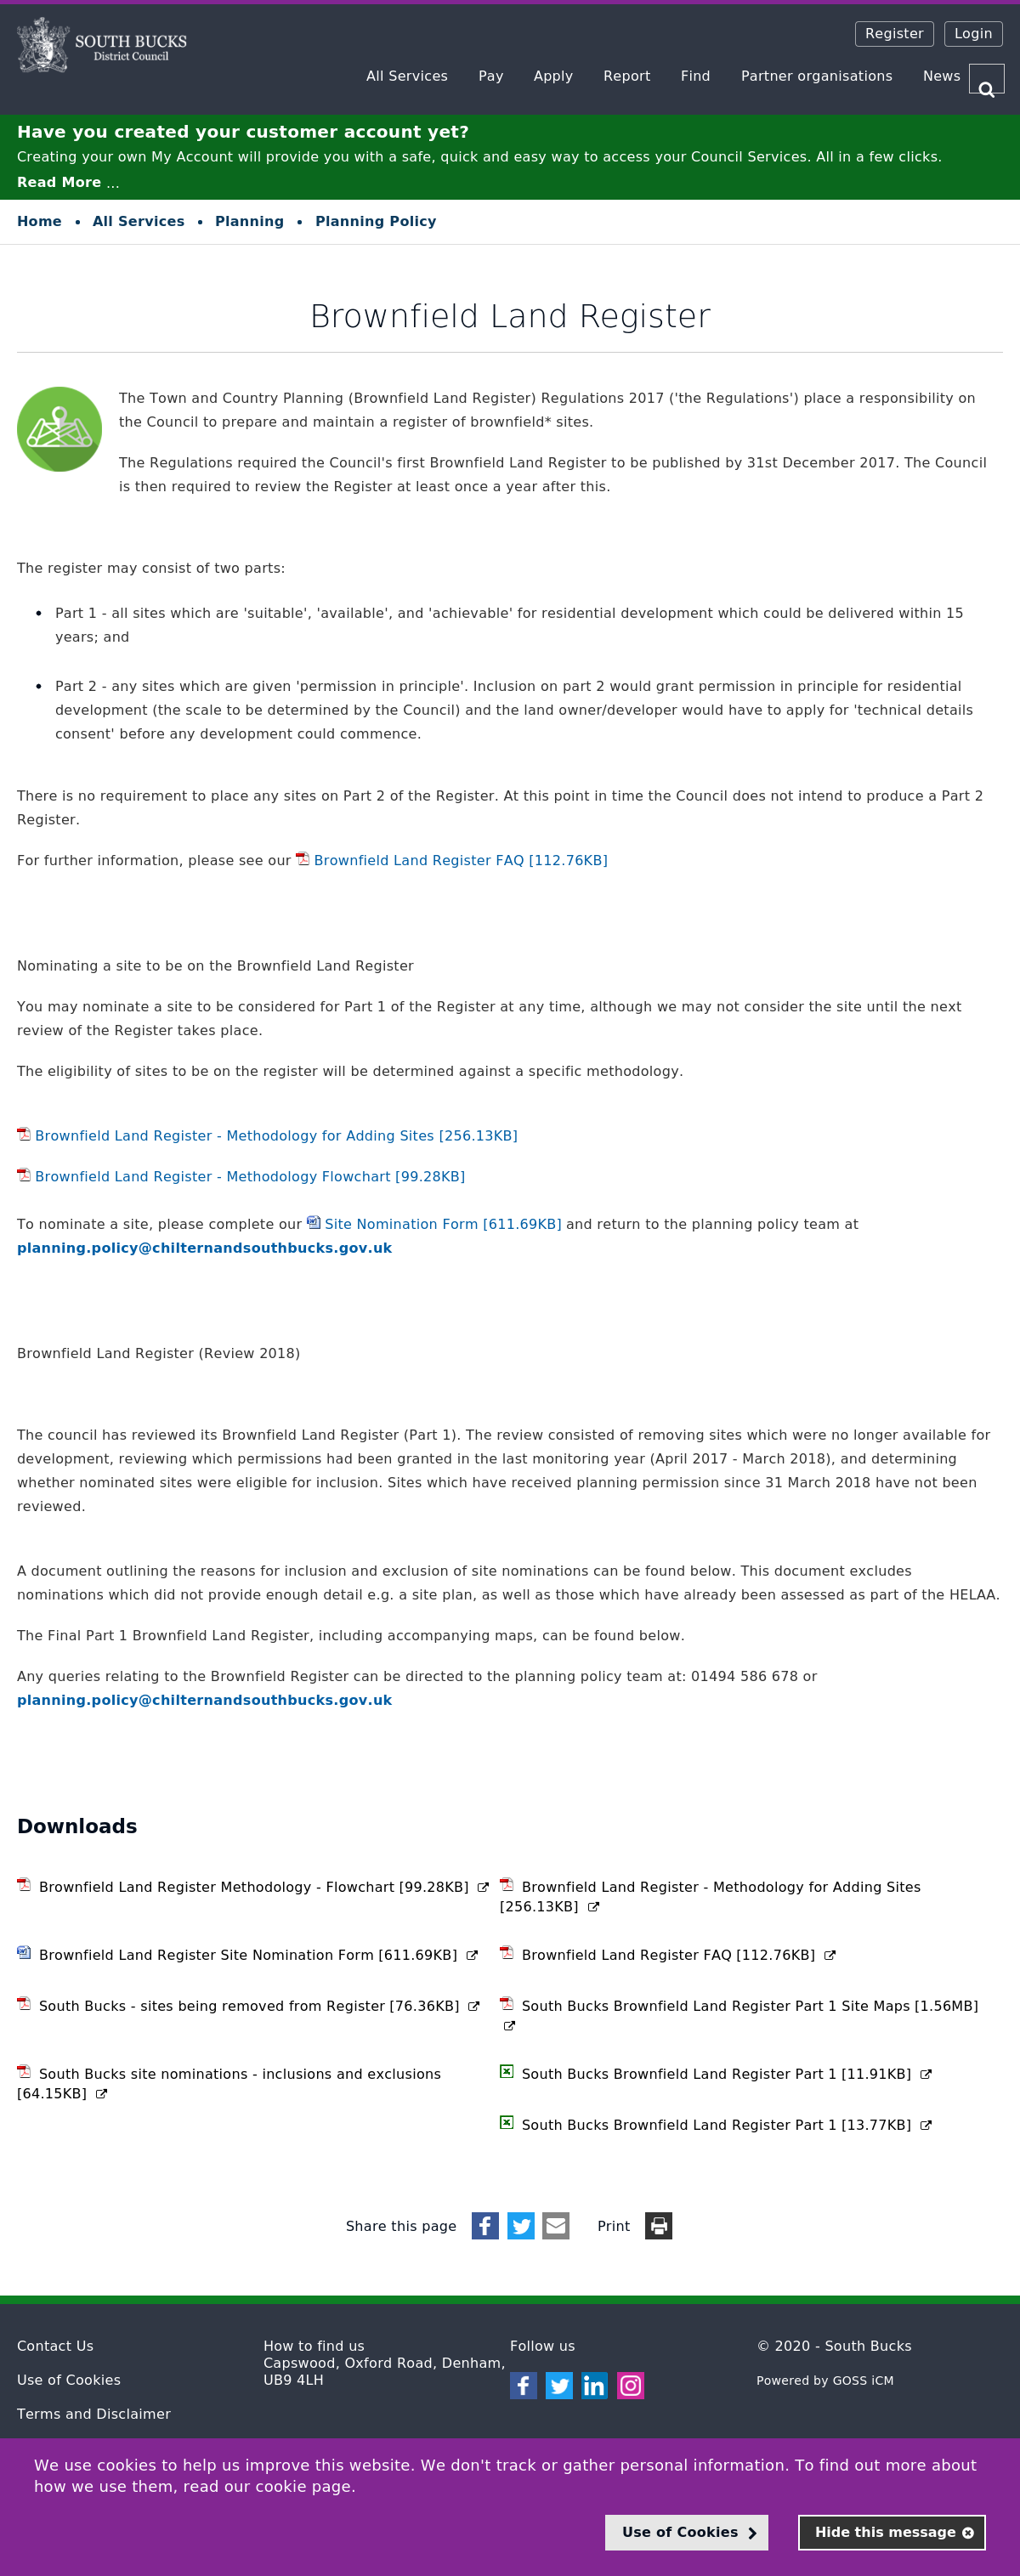 SOUTH BUCKS
District Council
Register
Login
All Services
Pay
Apply
Report
Find
Partner organisations
News
Have you created your customer account yet?
Creating your own My Account will provide you with a safe, quick and easy way to access your Council Services. All in a few clicks.
Read More ...
Home • All Services • Planning • Planning Policy
Brownfield Land Register
The Town and Country Planning (Brownfield Land Register) Regulations 2017 ('the Regulations') place a responsibility on
the Council to prepare and maintain a register of brownfield* sites.
The Regulations required the Council's first Brownfield Land Register to be published by 31st December 2017. The Council
is then required to review the Register at least once a year after this.
The register may consist of two parts:
• Part 1 - all sites which are 'suitable', 'available', and 'achievable' for residential development which could be delivered within 15
years; and
• Part 2 - any sites which are given 'permission in principle'. Inclusion on part 2 would grant permission in principle for residential
development (the scale to be determined by the Council) and the land owner/developer would have to apply for 'technical details
consent' before any development could commence.
There is no requirement to place any sites on Part 2 of the Register. At this point in time the Council does not intend to produce a Part 2
Register.
For further information, please see our Brownfield Land Register FAQ [112.76KB]
Nominating a site to be on the Brownfield Land Register
You may nominate a site to be considered for Part 1 of the Register at any time, although we may not consider the site until the next
review of the Register takes place.
The eligibility of sites to be on the register will be determined against a specific methodology.
Brownfield Land Register - Methodology for Adding Sites [256.13KB]
Brownfield Land Register - Methodology Flowchart [99.28KB]
To nominate a site, please complete our Site Nomination Form [611.69KB] and return to the planning policy team at
planning.policy@chilternandsouthbucks.gov.uk
Brownfield Land Register (Review 2018)
The council has reviewed its Brownfield Land Register (Part 1). The review consisted of removing sites which were no longer available for
development, reviewing which permissions had been granted in the last monitoring year (April 2017 - March 2018), and determining
whether nominated sites were eligible for inclusion. Sites which have received planning permission since 31 March 2018 have not been
reviewed.
A document outlining the reasons for inclusion and exclusion of site nominations can be found below. This document excludes
nominations which did not provide enough detail e.g. a site plan, as well as those which have already been assessed as part of the HELAA.
The Final Part 1 Brownfield Land Register, including accompanying maps, can be found below.
Any queries relating to the Brownfield Register can be directed to the planning policy team at: 01494 586 678 or
planning.policy@chilternandsouthbucks.gov.uk
Downloads
Brownfield Land Register Methodology - Flowchart [99.28KB]
Brownfield Land Register - Methodology for Adding Sites
[256.13KB]
Brownfield Land Register Site Nomination Form [611.69KB]
Brownfield Land Register FAQ [112.76KB]
South Bucks - sites being removed from Register [76.36KB]
South Bucks Brownfield Land Register Part 1 Site Maps [1.56MB]
South Bucks site nominations - inclusions and exclusions
[64.15KB]
South Bucks Brownfield Land Register Part 1 [11.91KB]
South Bucks Brownfield Land Register Part 1 [13.77KB]
Share this page
Print
Contact Us
Use of Cookies
Terms and Disclaimer
How to find us
Capswood, Oxford Road, Denham,
UB9 4LH
Follow us
© 2020 - South Bucks
Powered by GOSS iCM
We use cookies to help us improve this website. We don't track or gather personal information. To find out more about
how we use them, read our cookie page.
Use of Cookies
Hide this message